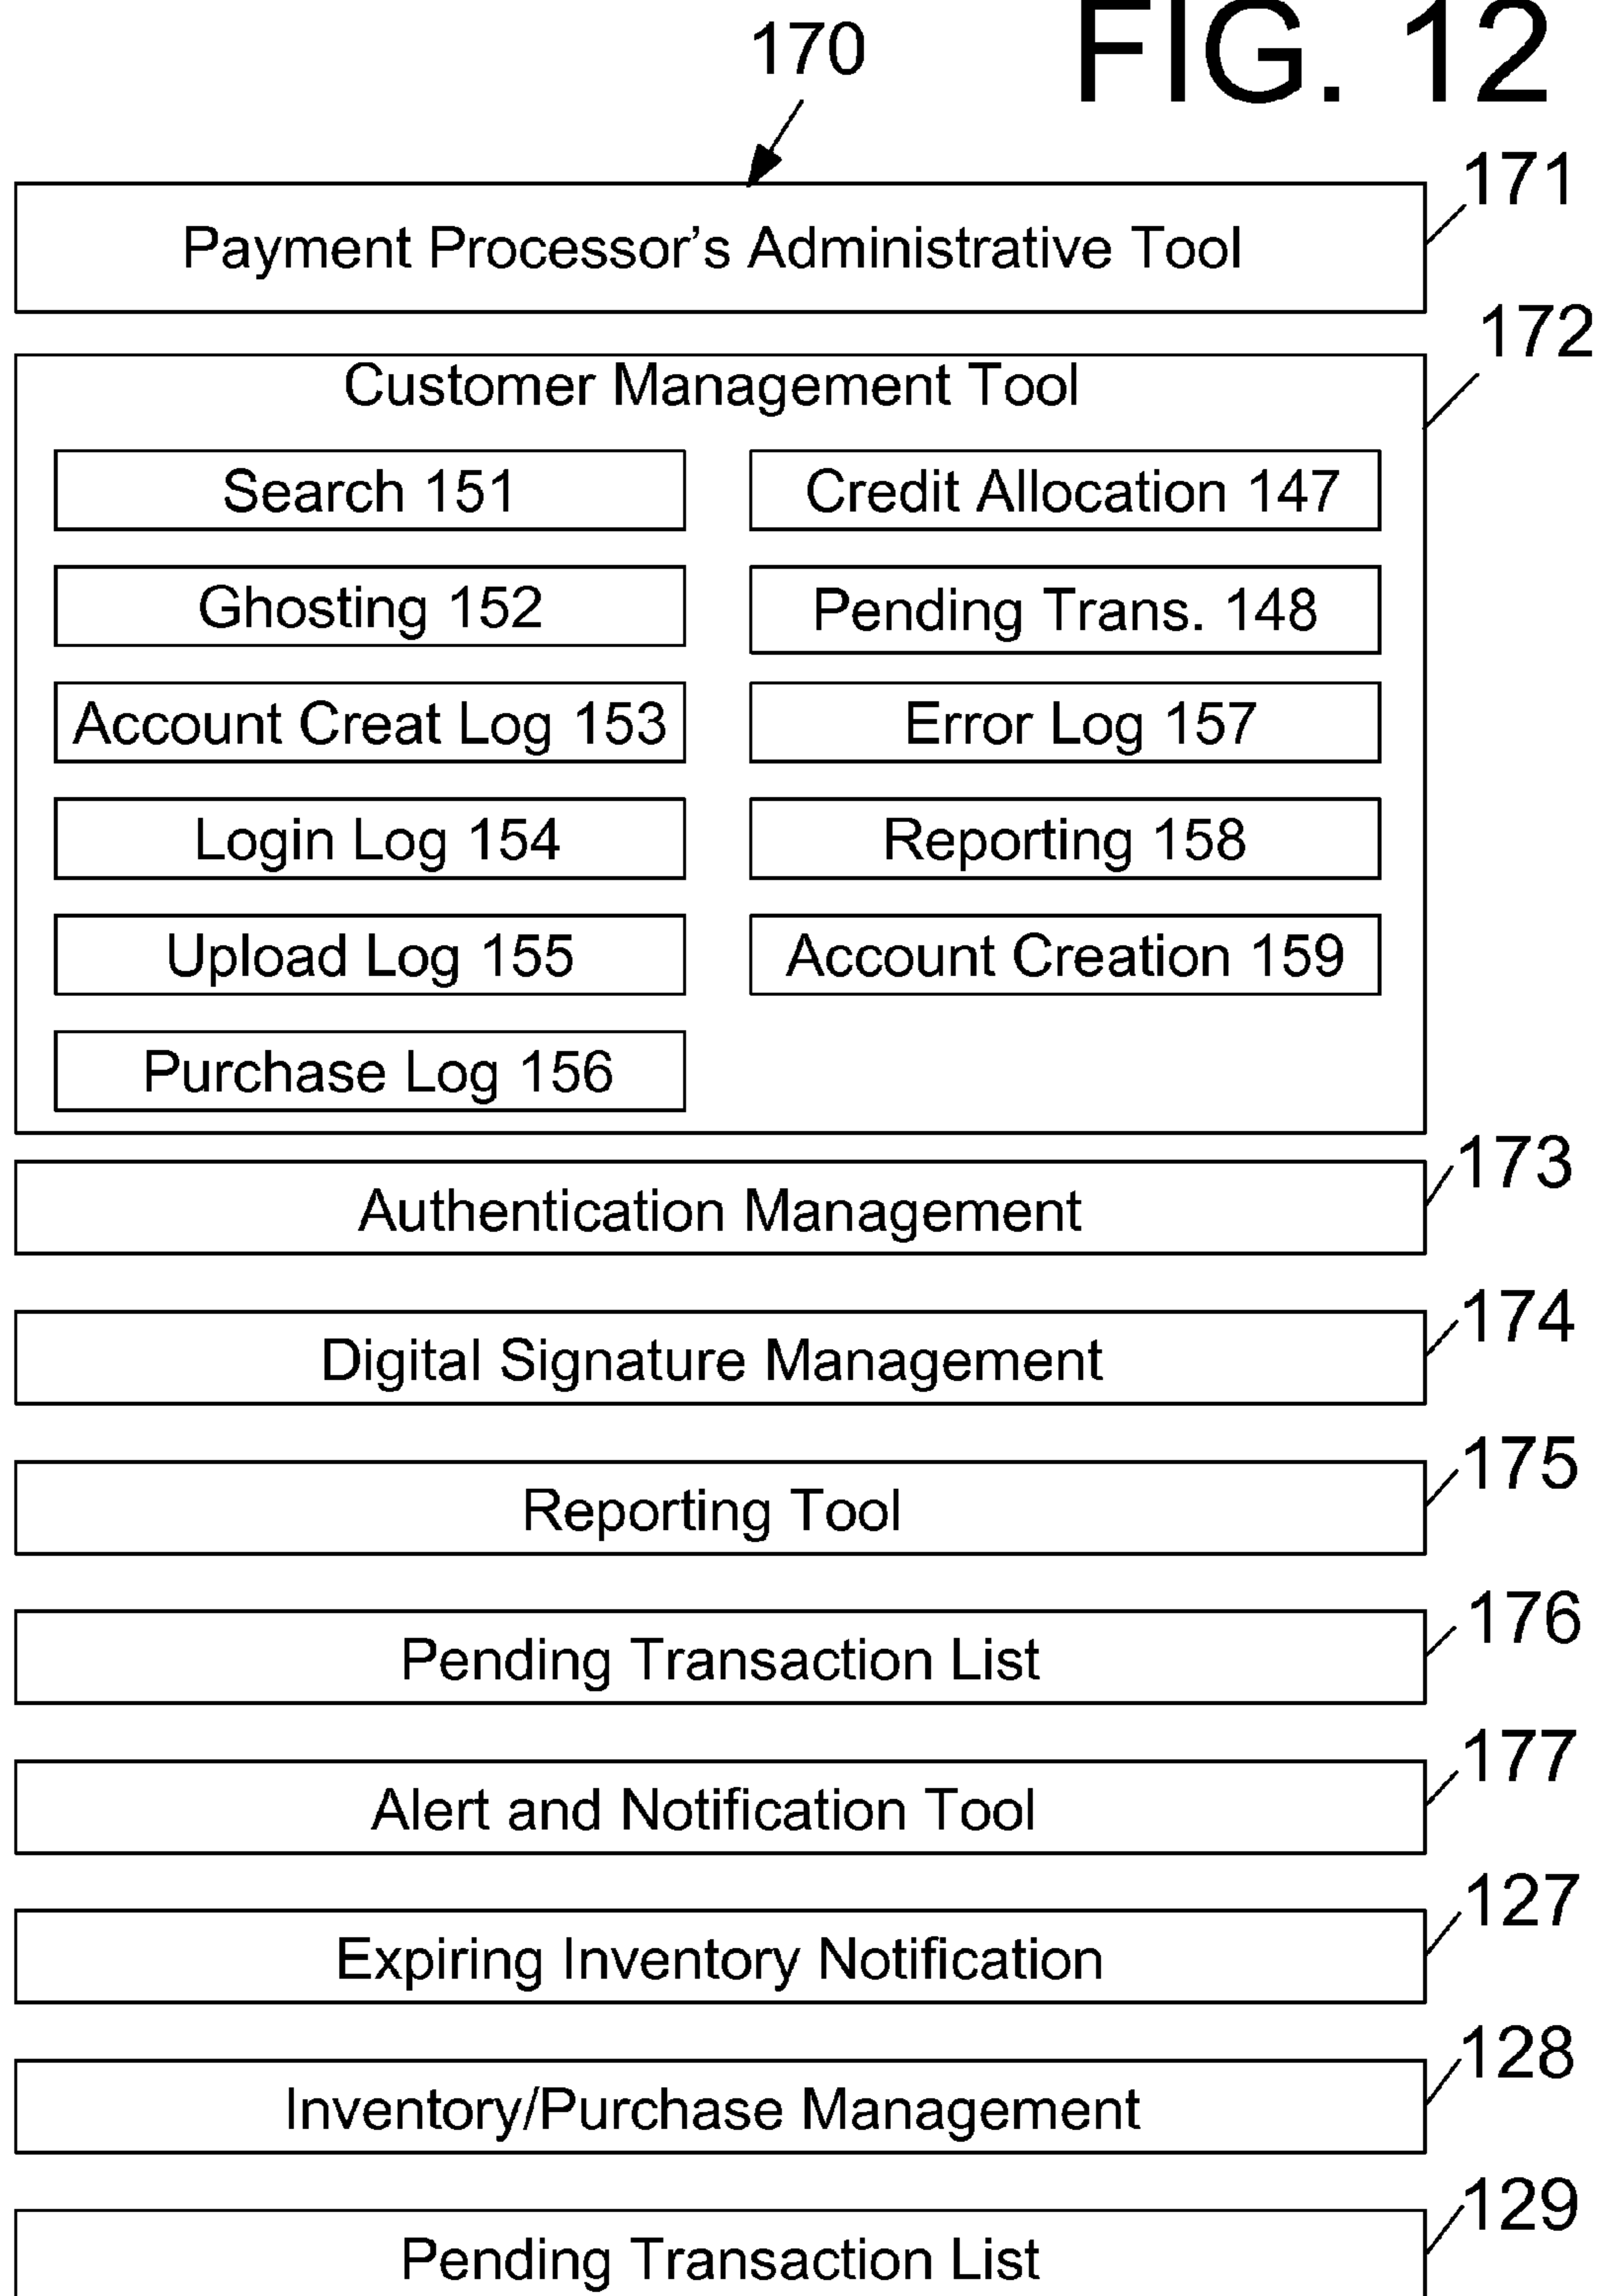 FIG. 12
170
171
Payment Processor's Administrative Tool
172
Customer Management Tool
Search 151
Credit Allocation 147
Ghosting 152
Pending Trans. 148
Account Creat Log 153
Error Log 157
Login Log 154
Reporting 158
Upload Log 155
Account Creation 159
Purchase Log 156
173
Authentication Management
174
Digital Signature Management
175
Reporting Tool
176
Pending Transaction List
177
Alert and Notification Tool
127
Expiring Inventory Notification
128
Inventory/Purchase Management
129
Pending Transaction List